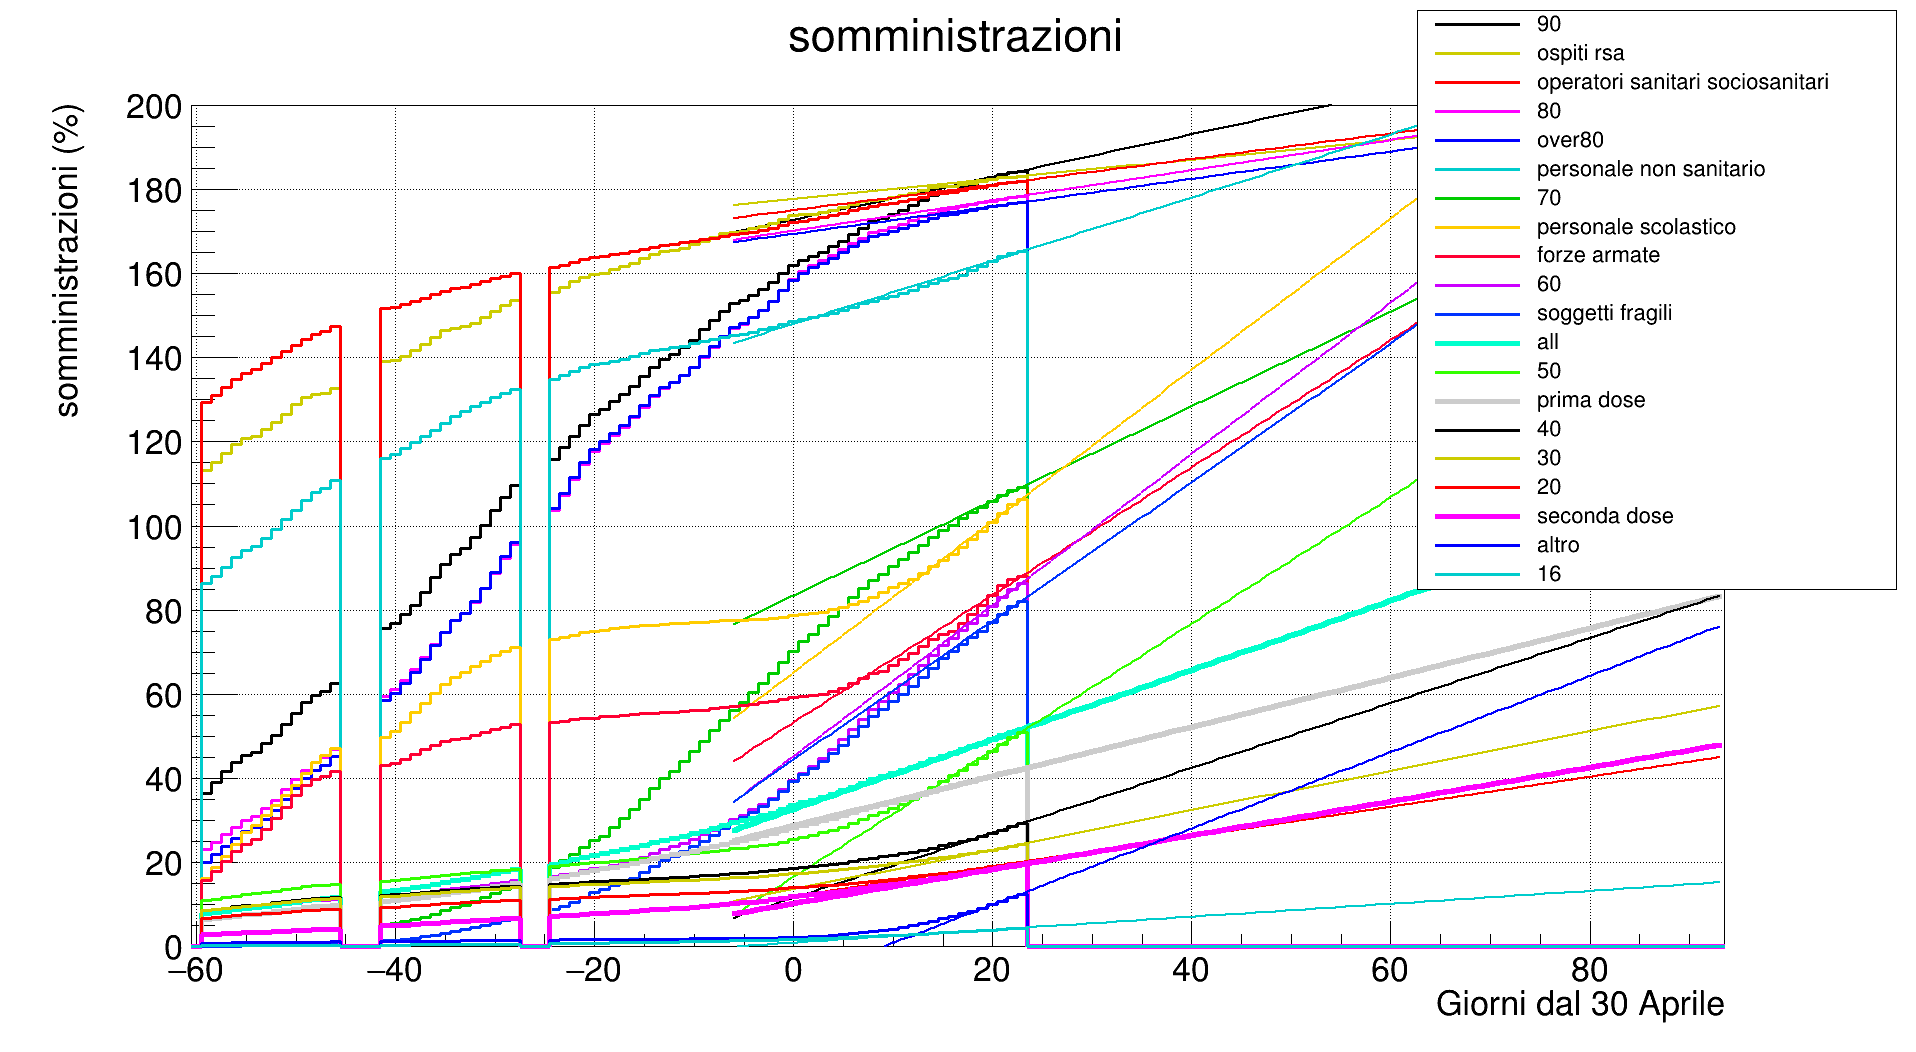 somministrazioni
90
ospiti rsa
operatori sanitari sociosanitari
80
over80
personale non sanitario
70
personale scolastico
forze armate
60
soggetti fragili
all
50
prima dose
40
30
20
seconda dose
altro
16
somministrazioni (%)
200
180
160
140
120
100
80
60
40
20
0
−60 −40 −20 0 20 40 60 80
Giorni dal 30 Aprile